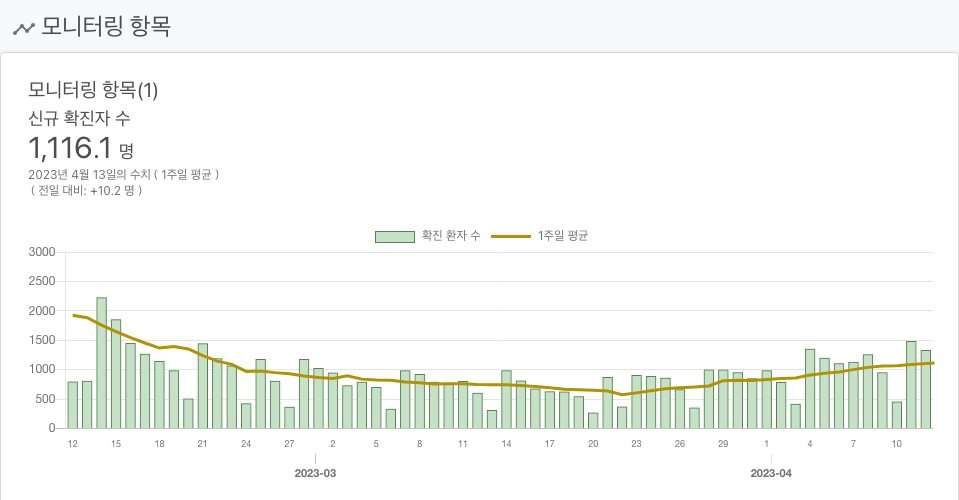 모니터링 항목
모니터링 항목(1)
신규 확진자 수
1,116.1 명
2023년 4월 13일의 수치 ( 1주일 평균 )
( 전일 대비: +10.2 명 )
확진 환자 수 1주일 평균
3000
2500
2000
1500
1000
500
0
12 15 18 21 24 27 2 5 8 11 14 17 20 23 26 29 1 4 7 10
2023-03 2023-04